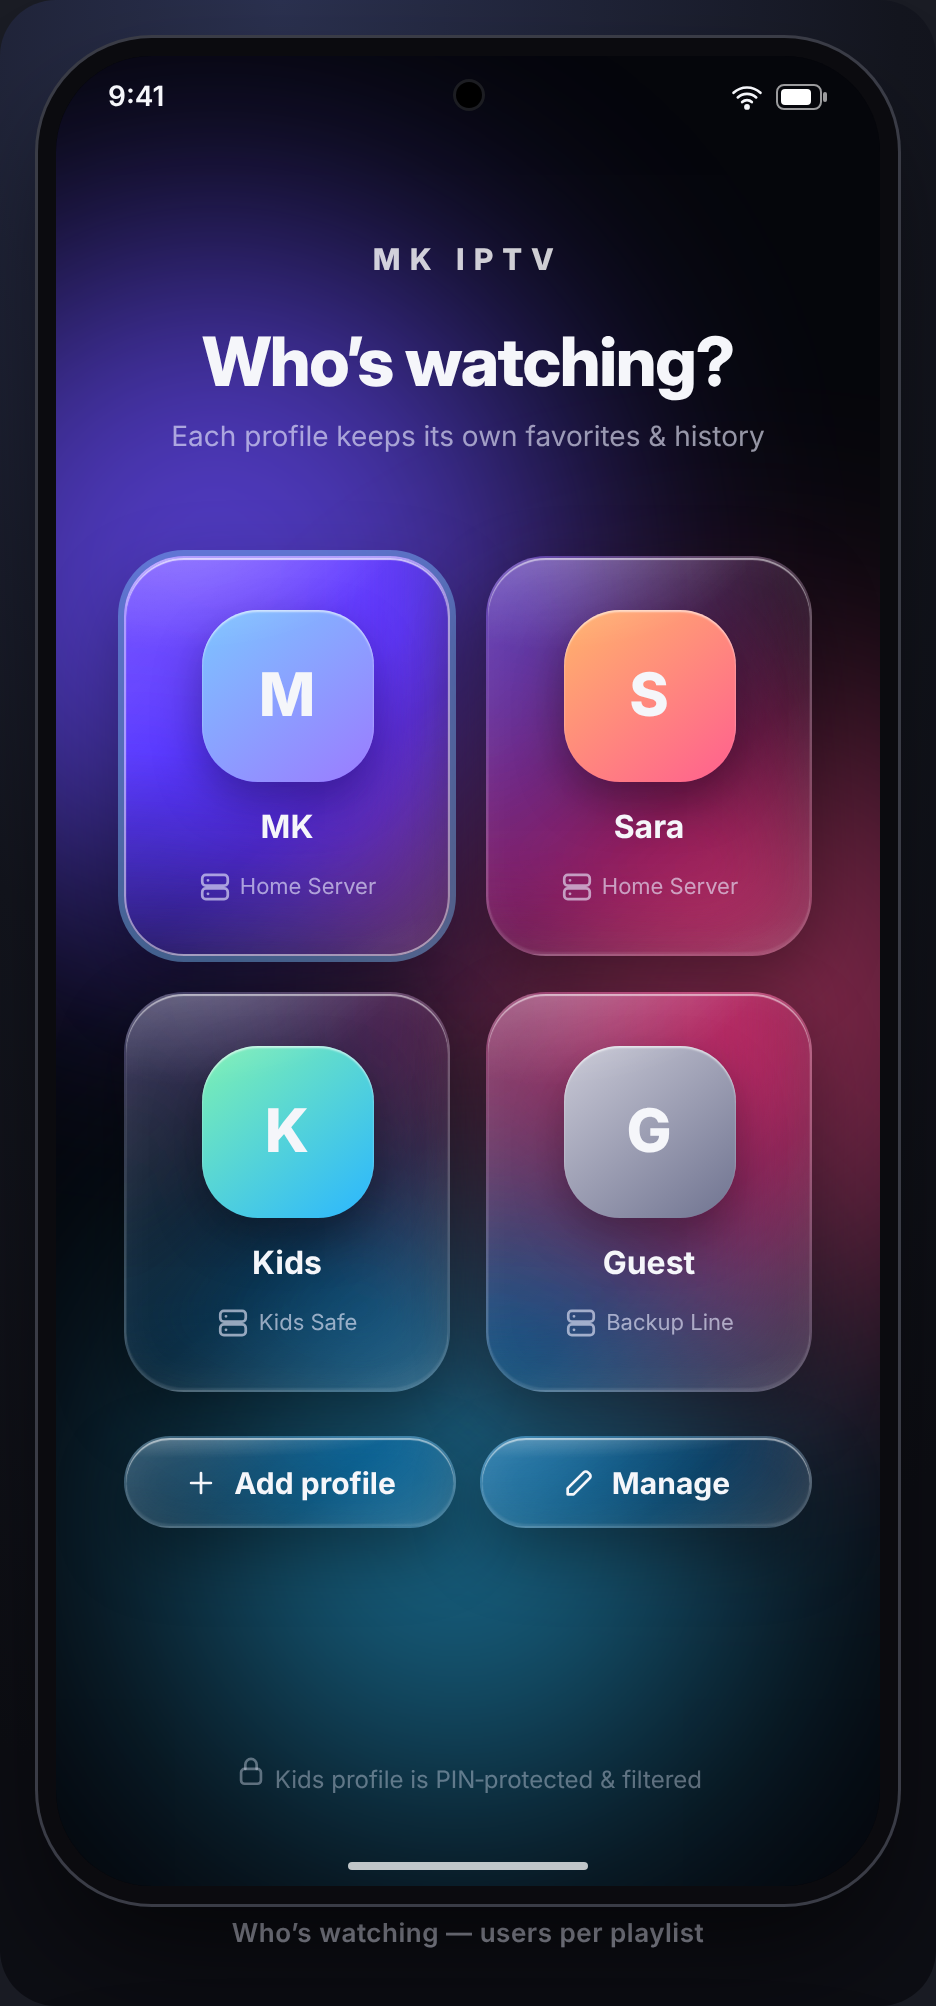 9:41
MK IPTV
Who’s watching?
Each profile keeps its own favorites & history
M
MK
Home Server
S
Sara
Home Server
K
Kids
Kids Safe
G
Guest
Backup Line
Add profile
Manage
Kids profile is PIN-protected & filtered
Who’s watching — users per playlist